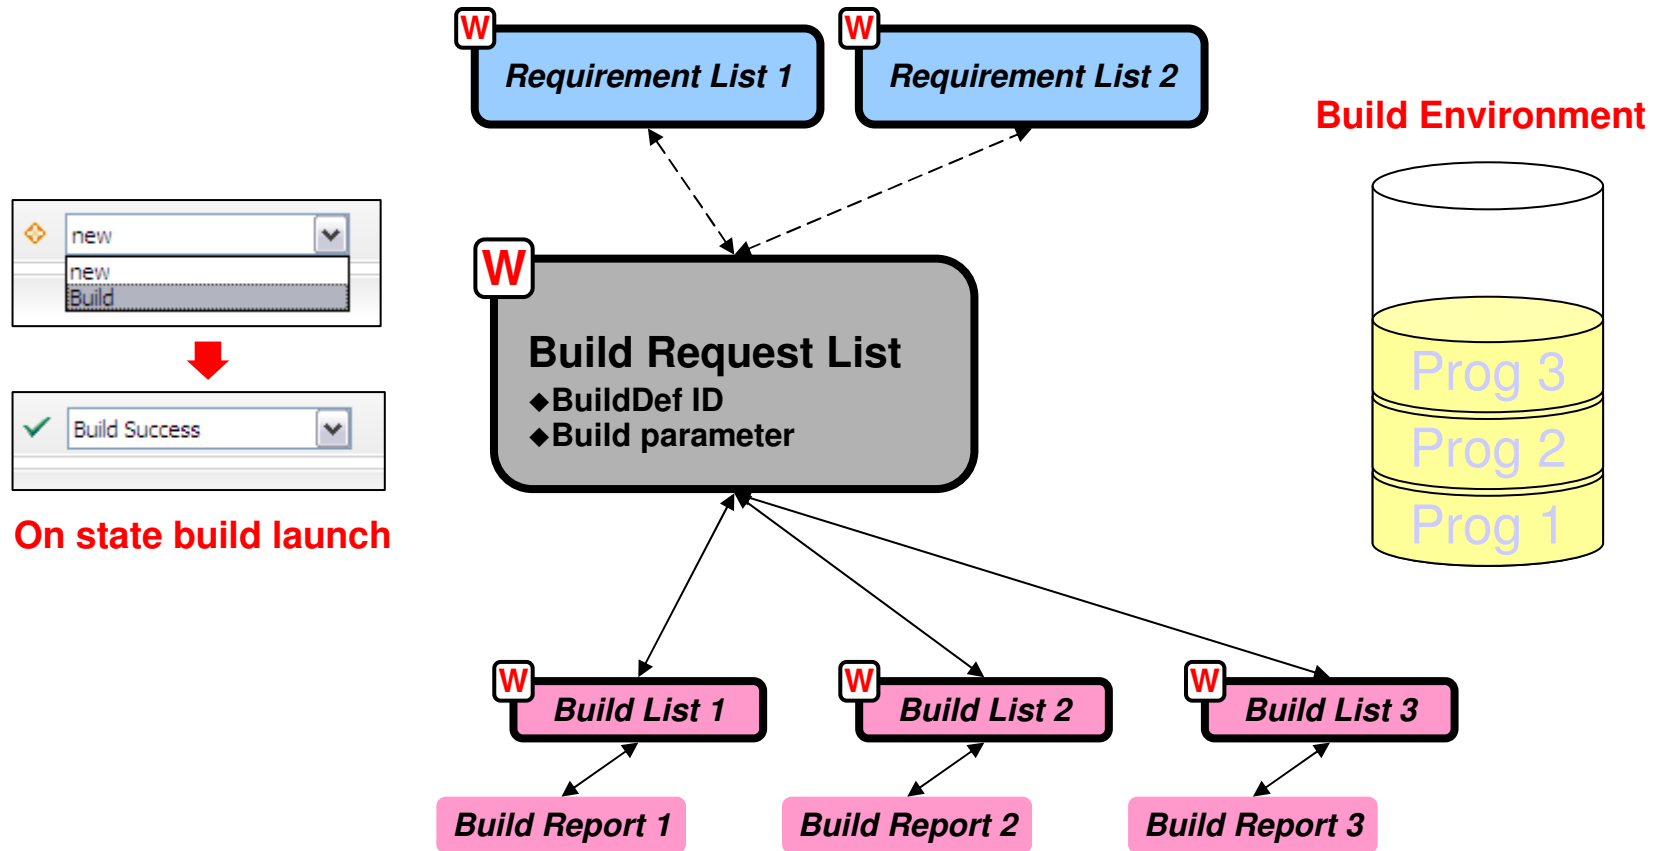 W
Requirement List 1
W
Requirement List 2
Build Environment
new
new
Build
Build Success
On state build launch
W
Build Request List
◆BuildDef ID
◆Build parameter
Prog 3
Prog 2
Prog 1
W
Build List 1
W
Build List 2
W
Build List 3
Build Report 1
Build Report 2
Build Report 3